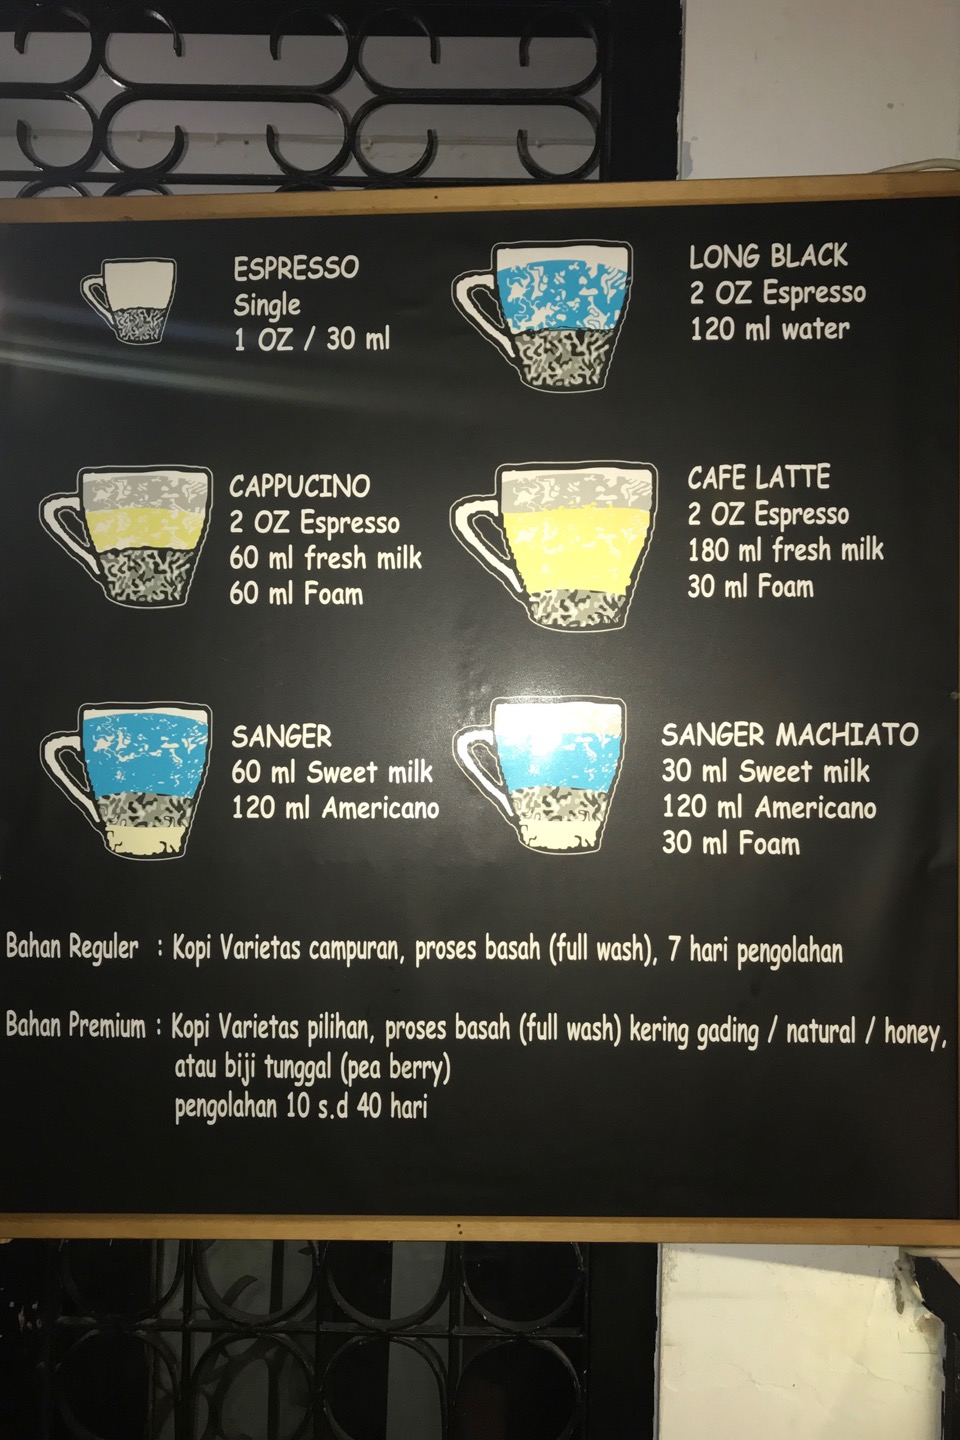 ESPRESSO
Single
1 OZ / 30 ml
LONG BLACK
2 OZ Espresso
120 ml water
CAPPUCINO
2 OZ Espresso
60 ml fresh milk
60 ml Foam
CAFE LATTE
2 OZ Espresso
180 ml fresh milk
30 ml Foam
SANGER
60 ml Sweet milk
120 ml Americano
SANGER MACHIATO
30 ml Sweet milk
120 ml Americano
30 ml Foam
Bahan Reguler : Kopi Varietas campuran, proses basah (full wash), 7 hari pengolahan
Bahan Premium : Kopi Varietas pilihan, proses basah (full wash) kering gading / natural / honey,
atau biji tunggal (pea berry)
pengolahan 10 s.d 40 hari